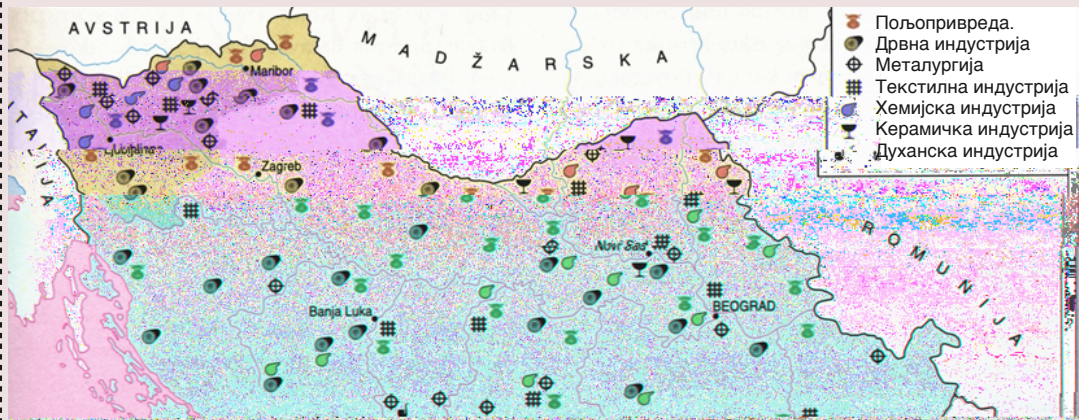 AVSTRIJA
MADŽARSKA
ITALIJA
ROMUNIJA
Maribor
Ljubljana
Zagreb
Novi Sad
Banja Luka
BEOGRAD
Пољопривреда.
Дрвна индустрија
Металургија
Текстилна индустрија
Хемијска индустрија
Керамичка индустрија
Духанска индустрија